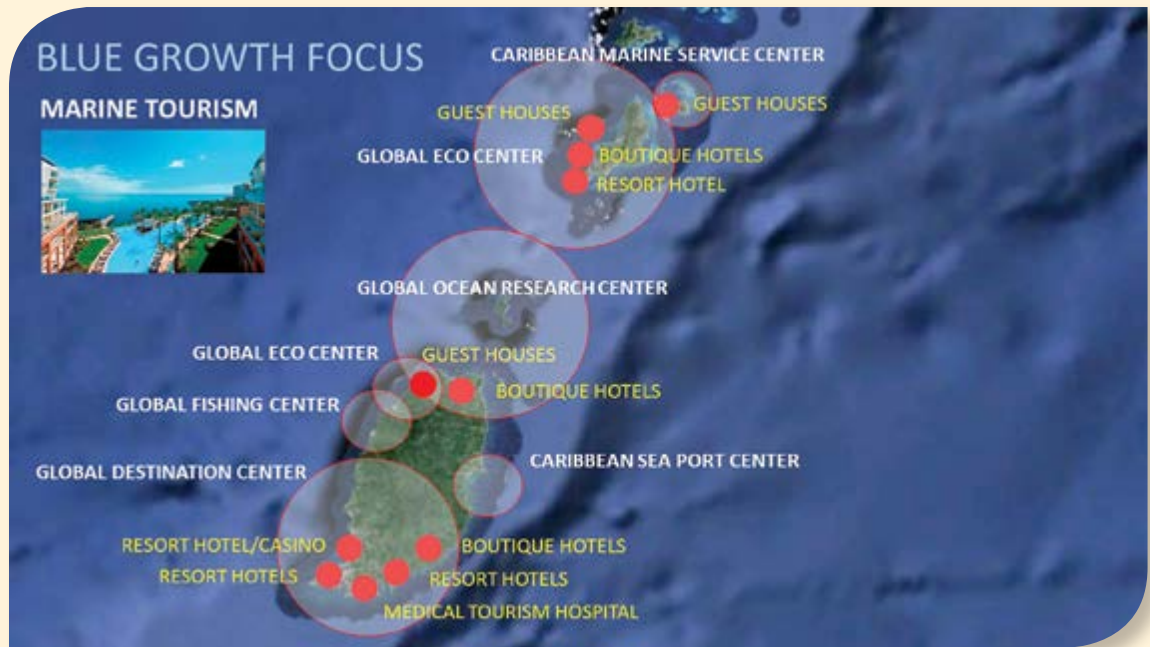 BLUE GROWTH FOCUS
MARINE TOURISM
CARIBBEAN MARINE SERVICE CENTER
GUEST HOUSES
GUEST HOUSES
GLOBAL ECO CENTER
BOUTIQUE HOTELS
RESORT HOTEL
GLOBAL OCEAN RESEARCH CENTER
GLOBAL ECO CENTER
GUEST HOUSES
BOUTIQUE HOTELS
GLOBAL FISHING CENTER
GLOBAL DESTINATION CENTER
CARIBBEAN SEA PORT CENTER
RESORT HOTEL/CASINO
BOUTIQUE HOTELS
RESORT HOTELS
RESORT HOTELS
MEDICAL TOURISM HOSPITAL